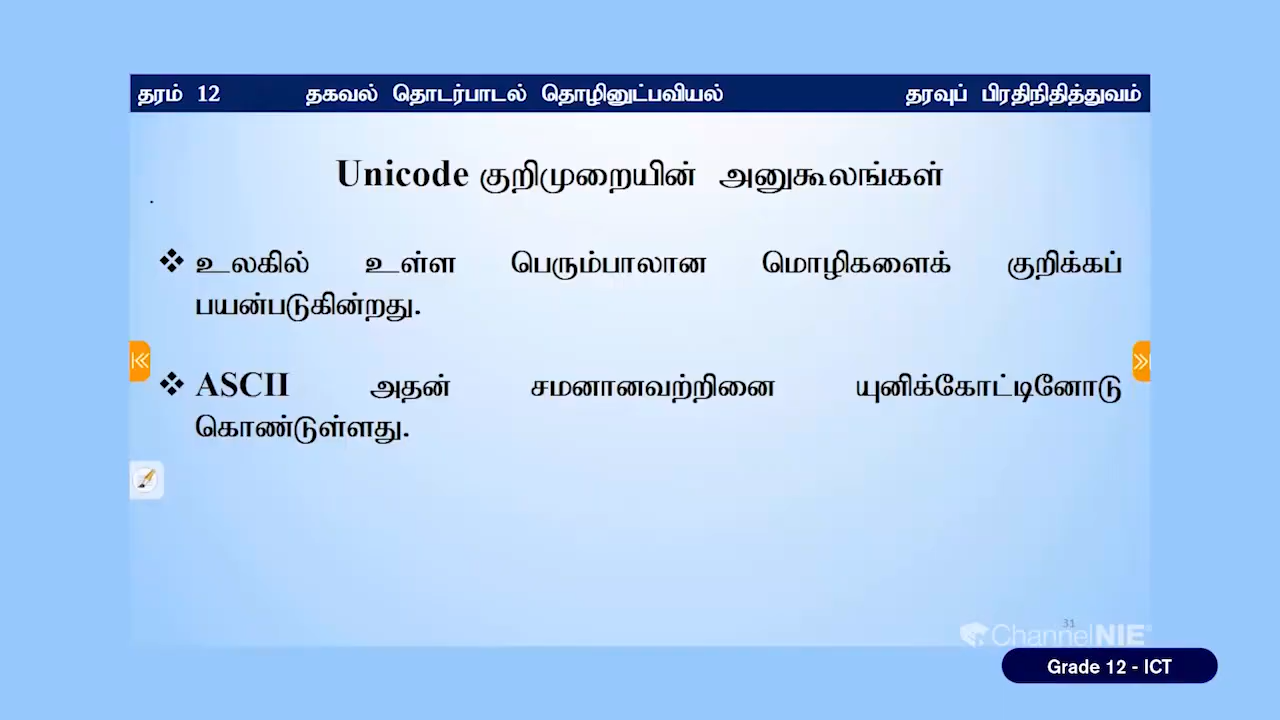 தரம் 12 தகவல் தொடர்பாடல் தொழினுட்பவியல் தரவுப் பிரதிநிதித்துவம்
Unicode குறிமுறையின் அனுகூலங்கள்
❖ உலகில் உள்ள பெரும்பாலான மொழிகளைக் குறிக்கப்
பயன்படுகின்றது.
❖ ASCII அதன் சமனானவற்றினை யுனிக்கோட்டினோடு
கொண்டுள்ளது.
31
ChannelNIE
Grade 12 - ICT